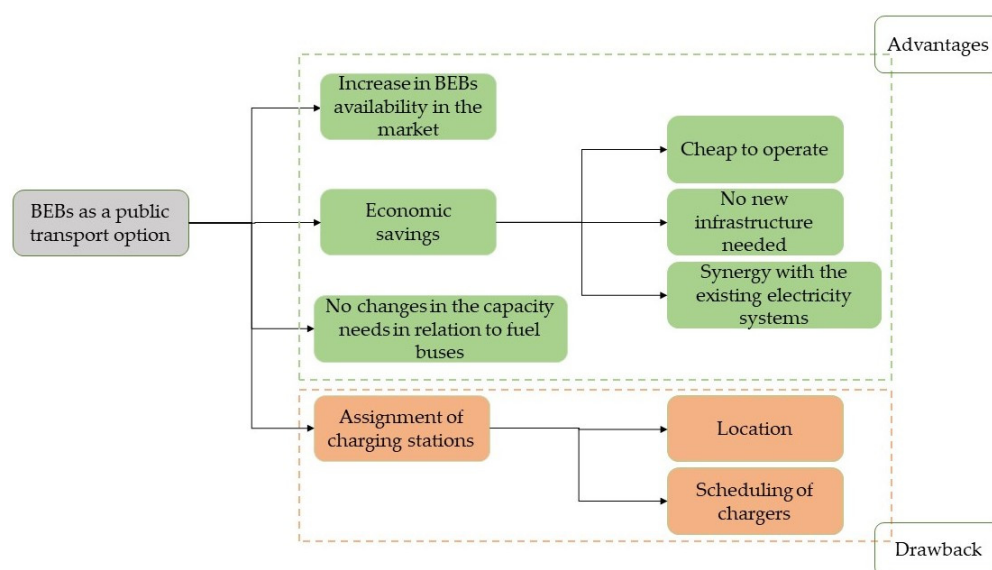 Advantages
Increase in BEBs
availability in the
market
Cheap to operate
BEBs as a public
transport option
Economic
savings
No new
infrastructure
needed
Synergy with the
existing electricity
systems
No changes in the capacity
needs in relation to fuel
buses
Assignment of
charging stations
Location
Scheduling of
chargers
Drawback